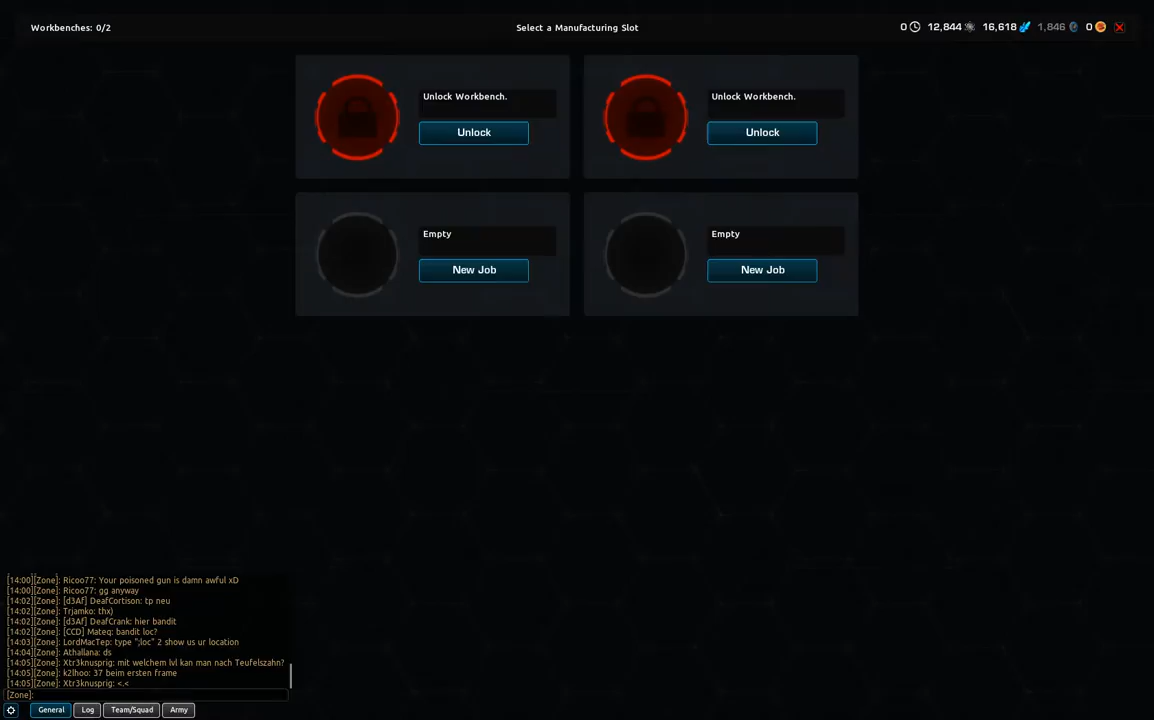 Workbenches: 0/2
Select a Manufacturing Slot
0 12,844 16,618 1,846 0
Unlock Workbench.
Unlock
Unlock Workbench.
Unlock
Empty
New Job
Empty
New Job
[14:00][Zone]: Ricoo77: Your poisoned gun is damn awful xD
[14:00][Zone]: Ricoo77: gg anyway
[14:02][Zone]: [d3Af] DeafCortison: tp neu
[14:02][Zone]: Trjamko: thx)
[14:02][Zone]: [d3Af] DeafCrank: hier bandit
[14:02][Zone]: [CCD] Mateq: bandit loc?
[14:03][Zone]: LordMacTep: type ";loc" 2 show us ur location
[14:04][Zone]: Athallana: ds
[14:05][Zone]: Xtr3knusprig: mit welchem lvl kan man nach Teufelszahn?
[14:05][Zone]: k2lhoo: 37 beim ersten frame
[14:05][Zone]: Xtr3knusprig: <.<
[Zone]:
General Log Team/Squad Army